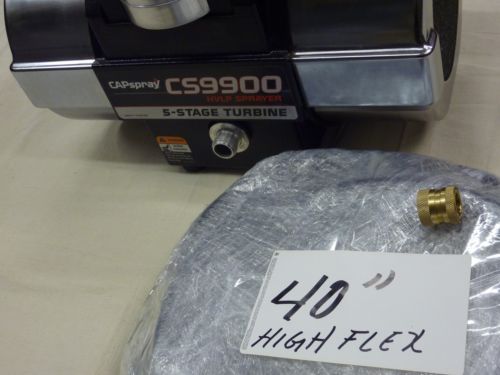 CAPspray CS9900
HVLP SPRAYER
5-STAGE TURBINE
40"
HIGH FLEX